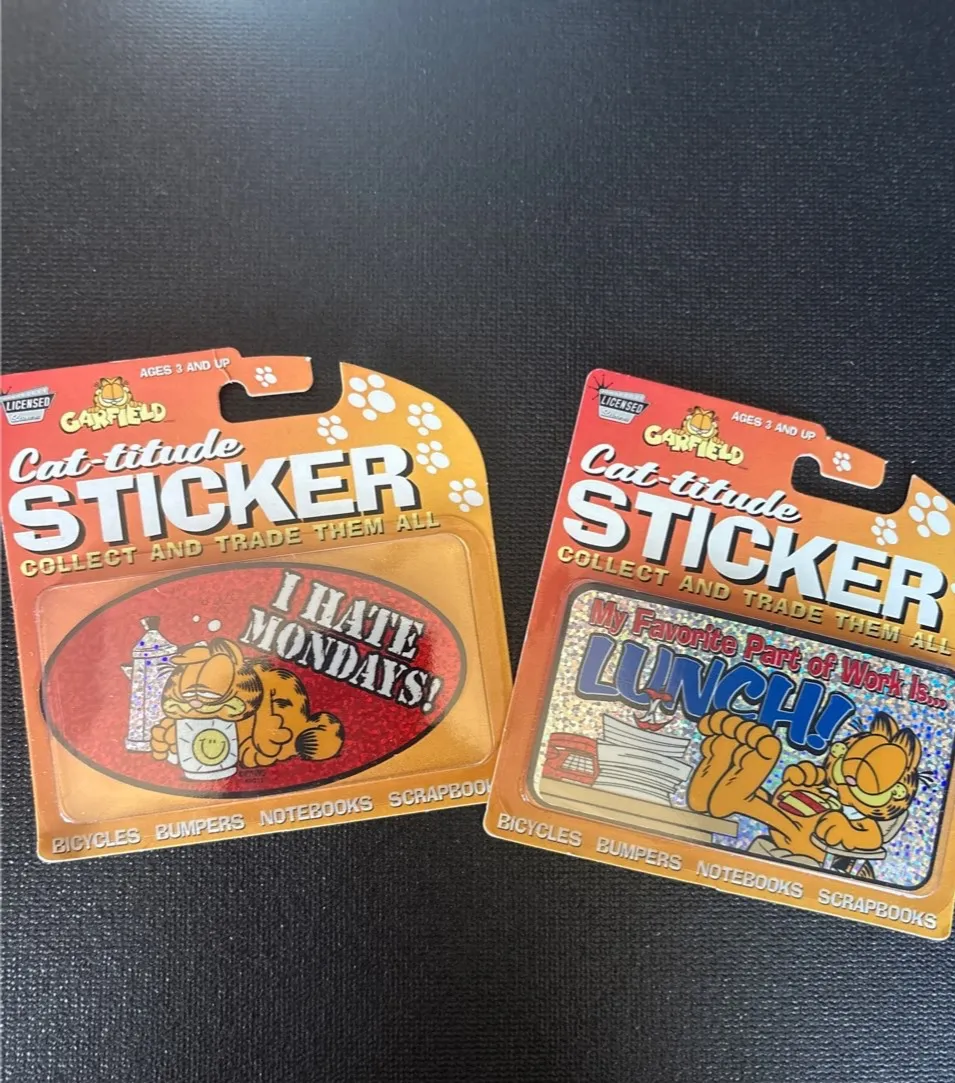 AGES 3 AND UP
LICENSED
GARFIELD
Cat-titude
STICKER
COLLECT AND TRADE THEM ALL
I HATE
MONDAYS!
BICYCLES BUMPERS NOTEBOOKS SCRAPBOO
LICENSED
AGES 3 AND UP
GARFIELD
Cat-titude
STICKER
COLLECT AND TRADE THEM ALL
My Favorite Part of Work Is...
LUNCH!
BICYCLES BUMPERS NOTEBOOKS SCRAPBOOKS